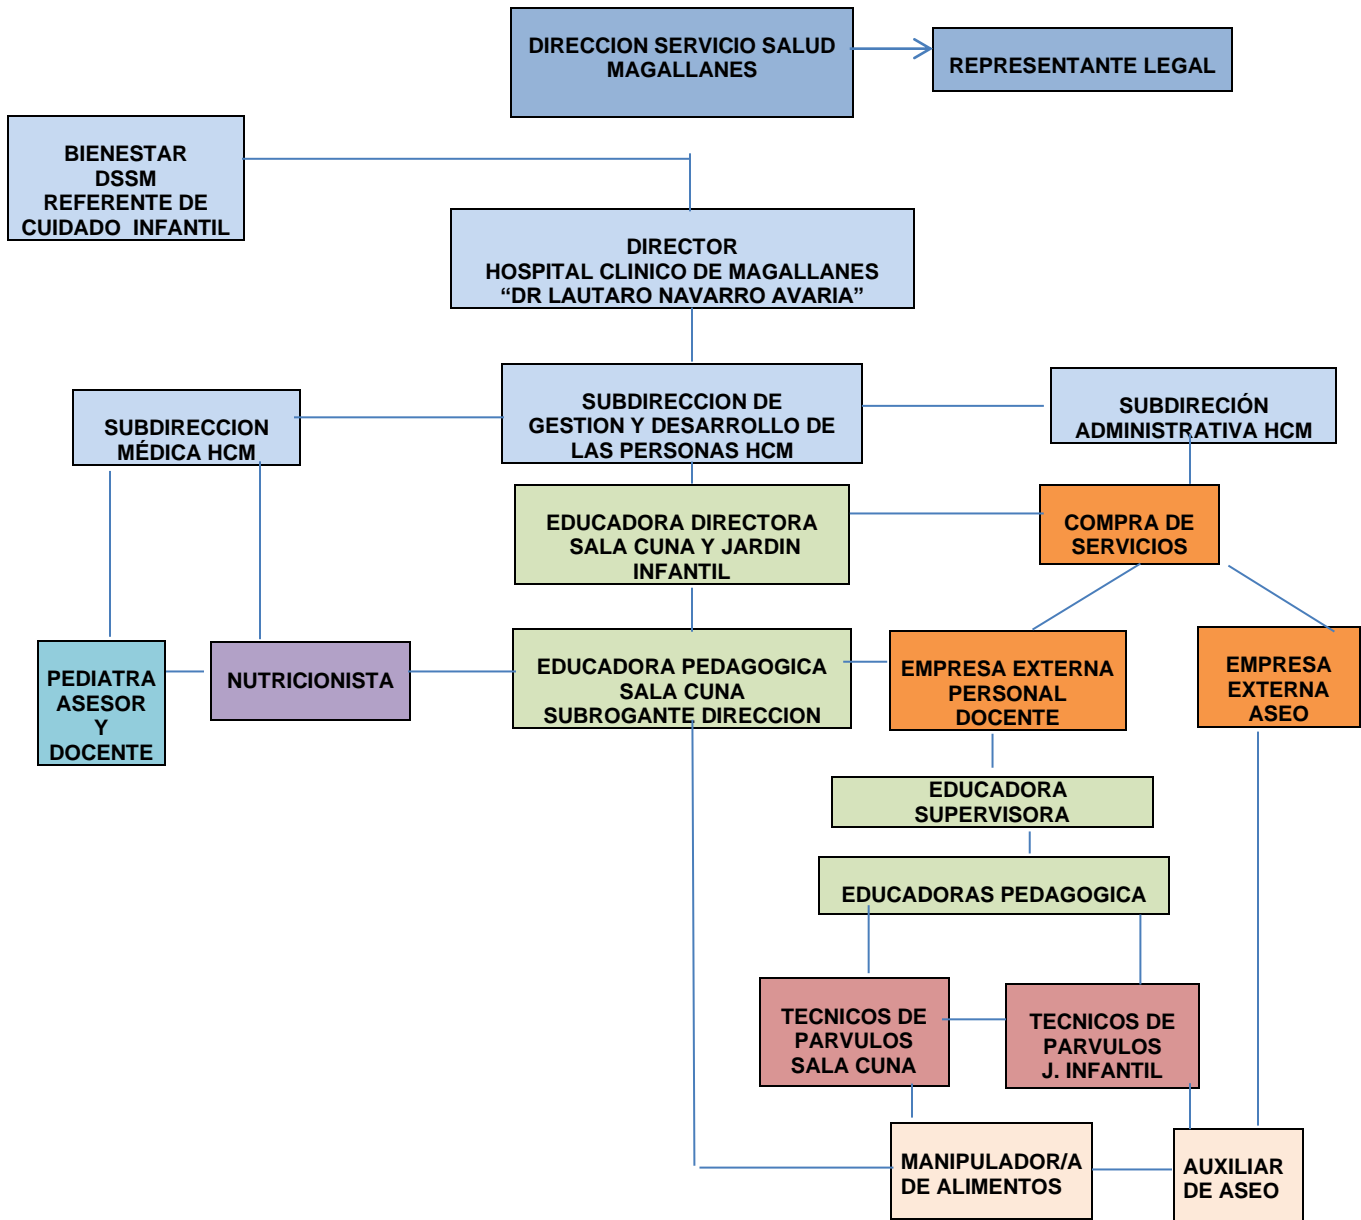 DIRECCION SERVICIO SALUD
MAGALLANES
REPRESENTANTE LEGAL
BIENESTAR
DSSM
REFERENTE DE
CUIDADO INFANTIL
DIRECTOR
HOSPITAL CLINICO DE MAGALLANES
“DR LAUTARO NAVARRO AVARIA”
SUBDIRECCION
MÉDICA HCM
SUBDIRECCION DE
GESTION Y DESARROLLO DE
LAS PERSONAS HCM
SUBDIRECIÓN
ADMINISTRATIVA HCM
EDUCADORA DIRECTORA
SALA CUNA Y JARDIN
INFANTIL
COMPRA DE
SERVICIOS
PEDIATRA
ASESOR
Y
DOCENTE
NUTRICIONISTA
EDUCADORA PEDAGOGICA
SALA CUNA
SUBROGANTE DIRECCION
EMPRESA EXTERNA
PERSONAL
DOCENTE
EMPRESA
EXTERNA
ASEO
EDUCADORA
SUPERVISORA
EDUCADORAS PEDAGOGICA
TECNICOS DE
PARVULOS
SALA CUNA
TECNICOS DE
PARVULOS
J. INFANTIL
MANIPULADOR/A
DE ALIMENTOS
AUXILIAR
DE ASEO